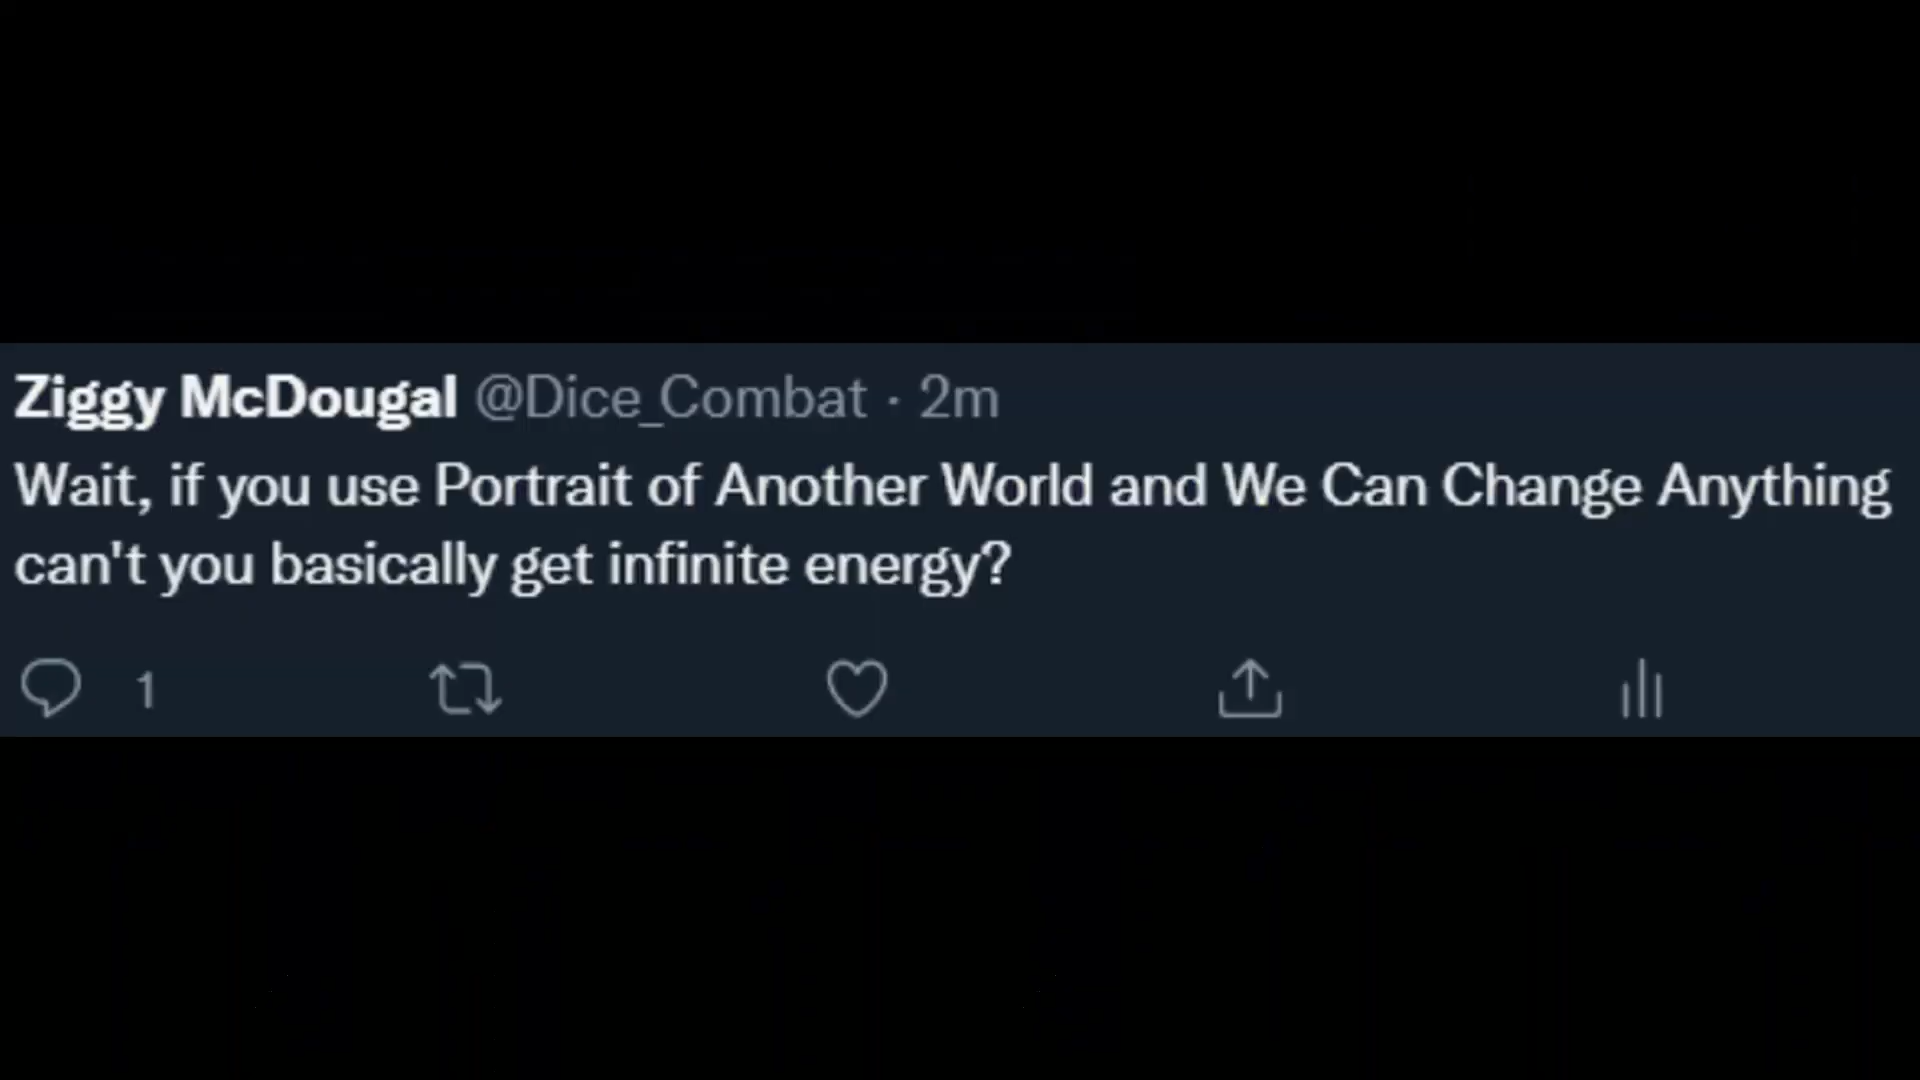 Ziggy McDougal @Dice_Combat · 2m
Wait, if you use Portrait of Another World and We Can Change Anything
can't you basically get infinite energy?
1